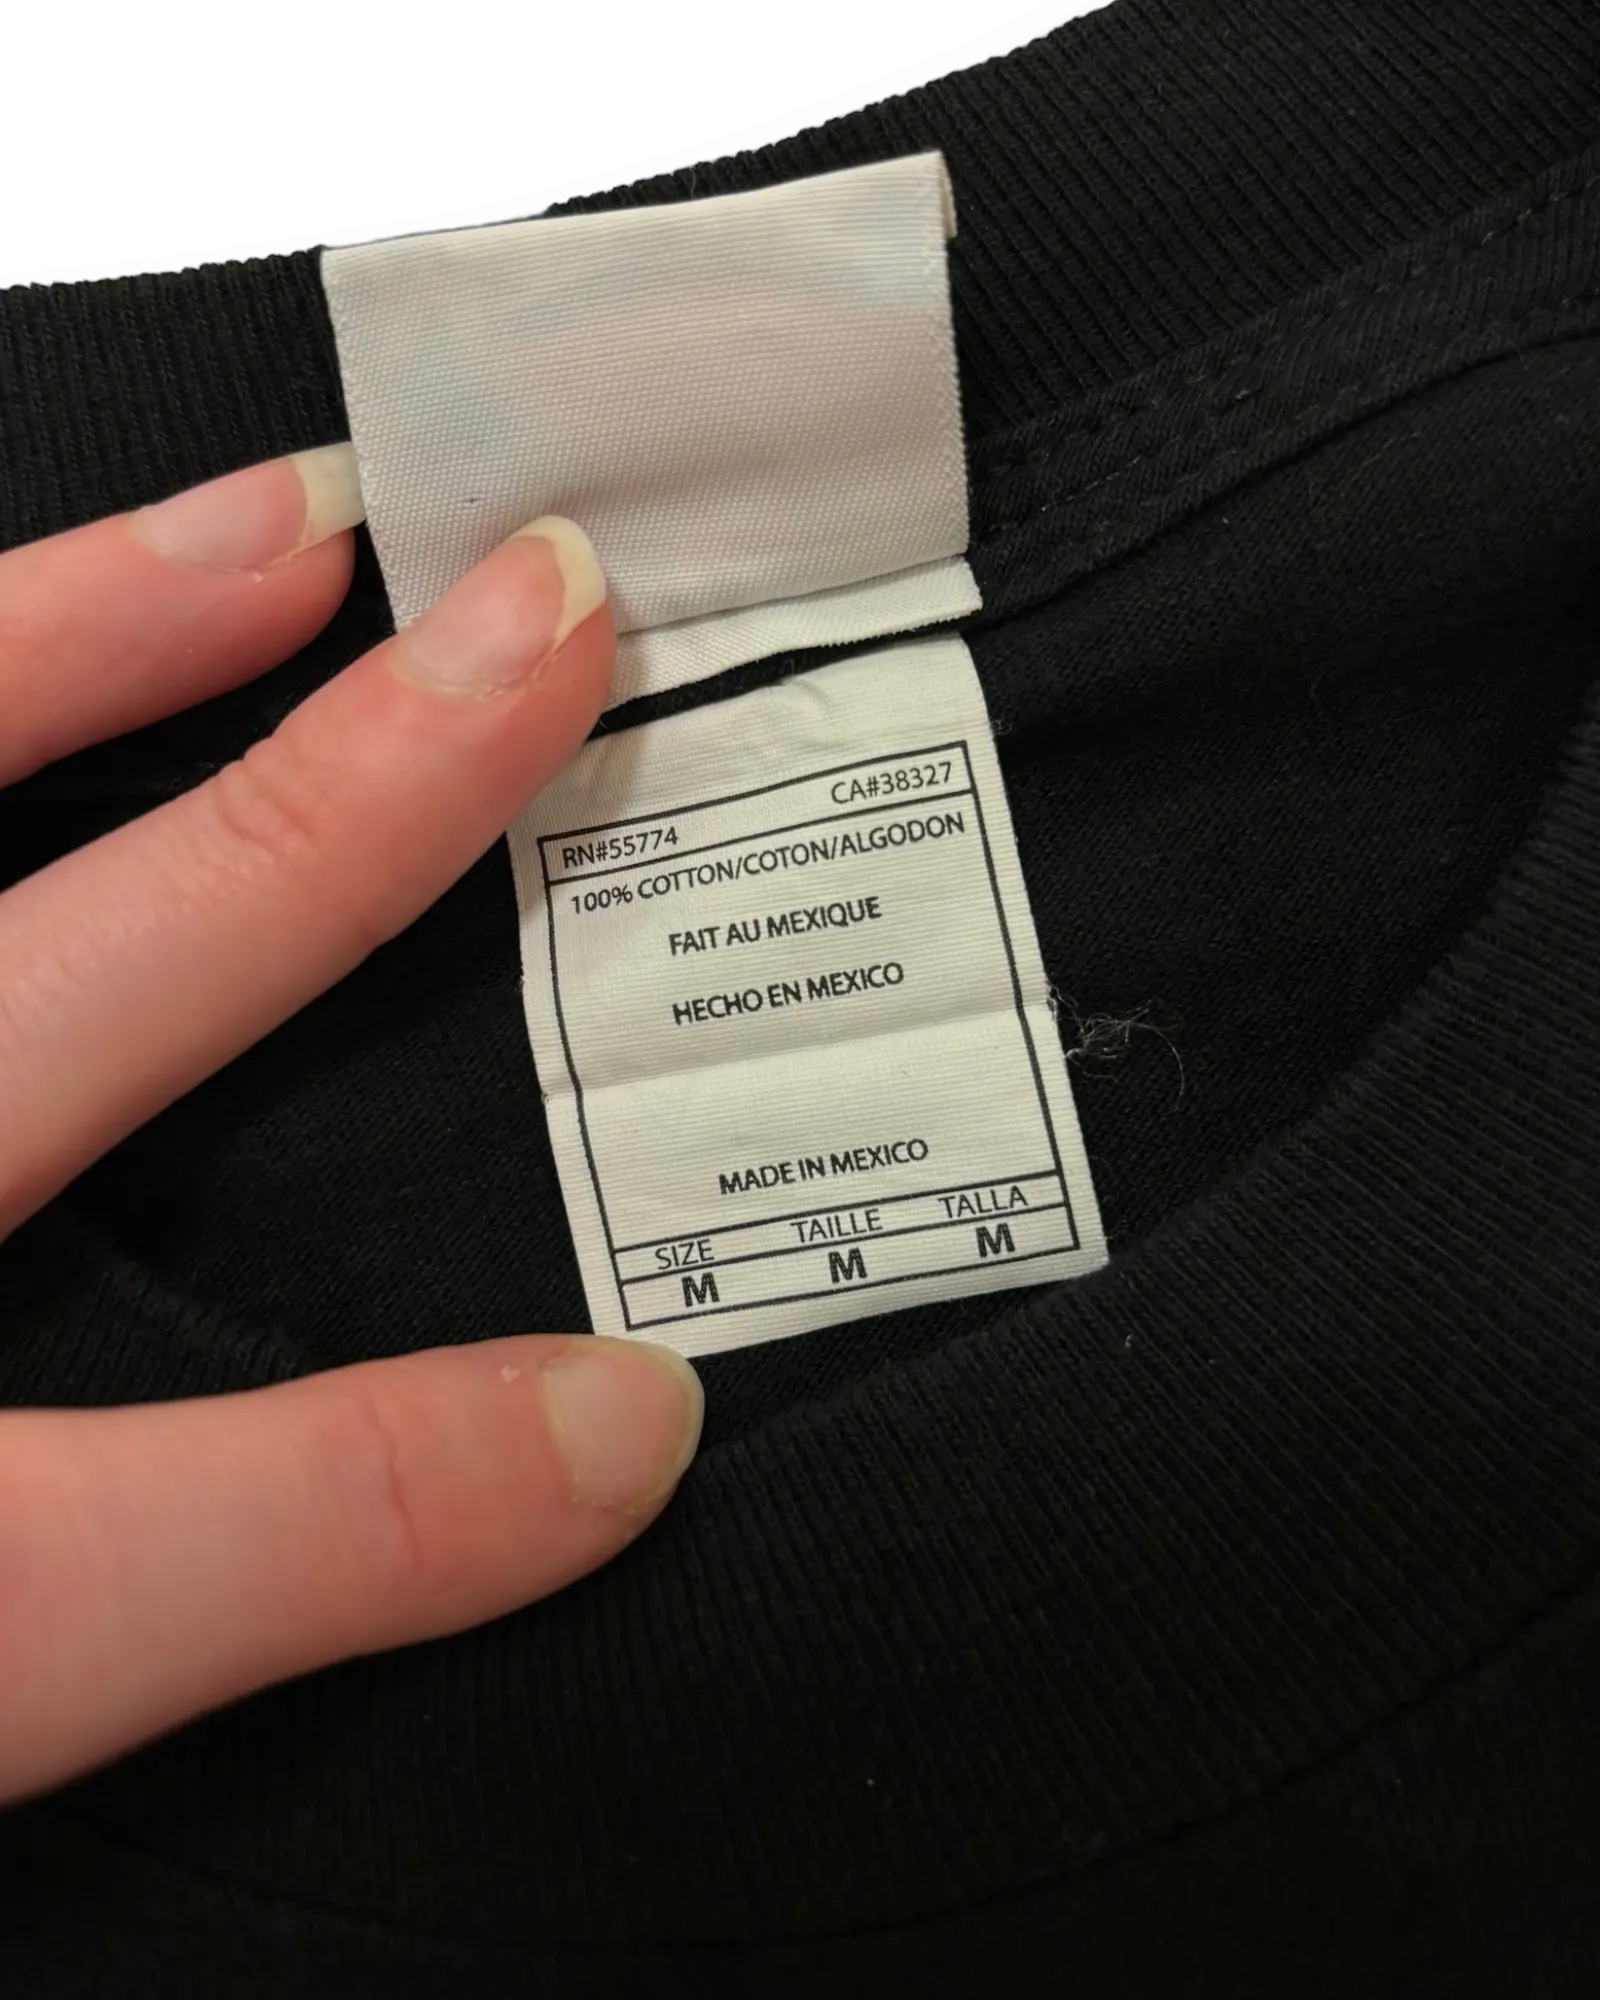 RN#55774 CA#38327
100% COTTON/COTON/ALGODON
FAIT AU MEXIQUE
HECHO EN MEXICO
MADE IN MEXICO
SIZE TAILLE TALLA
M M M